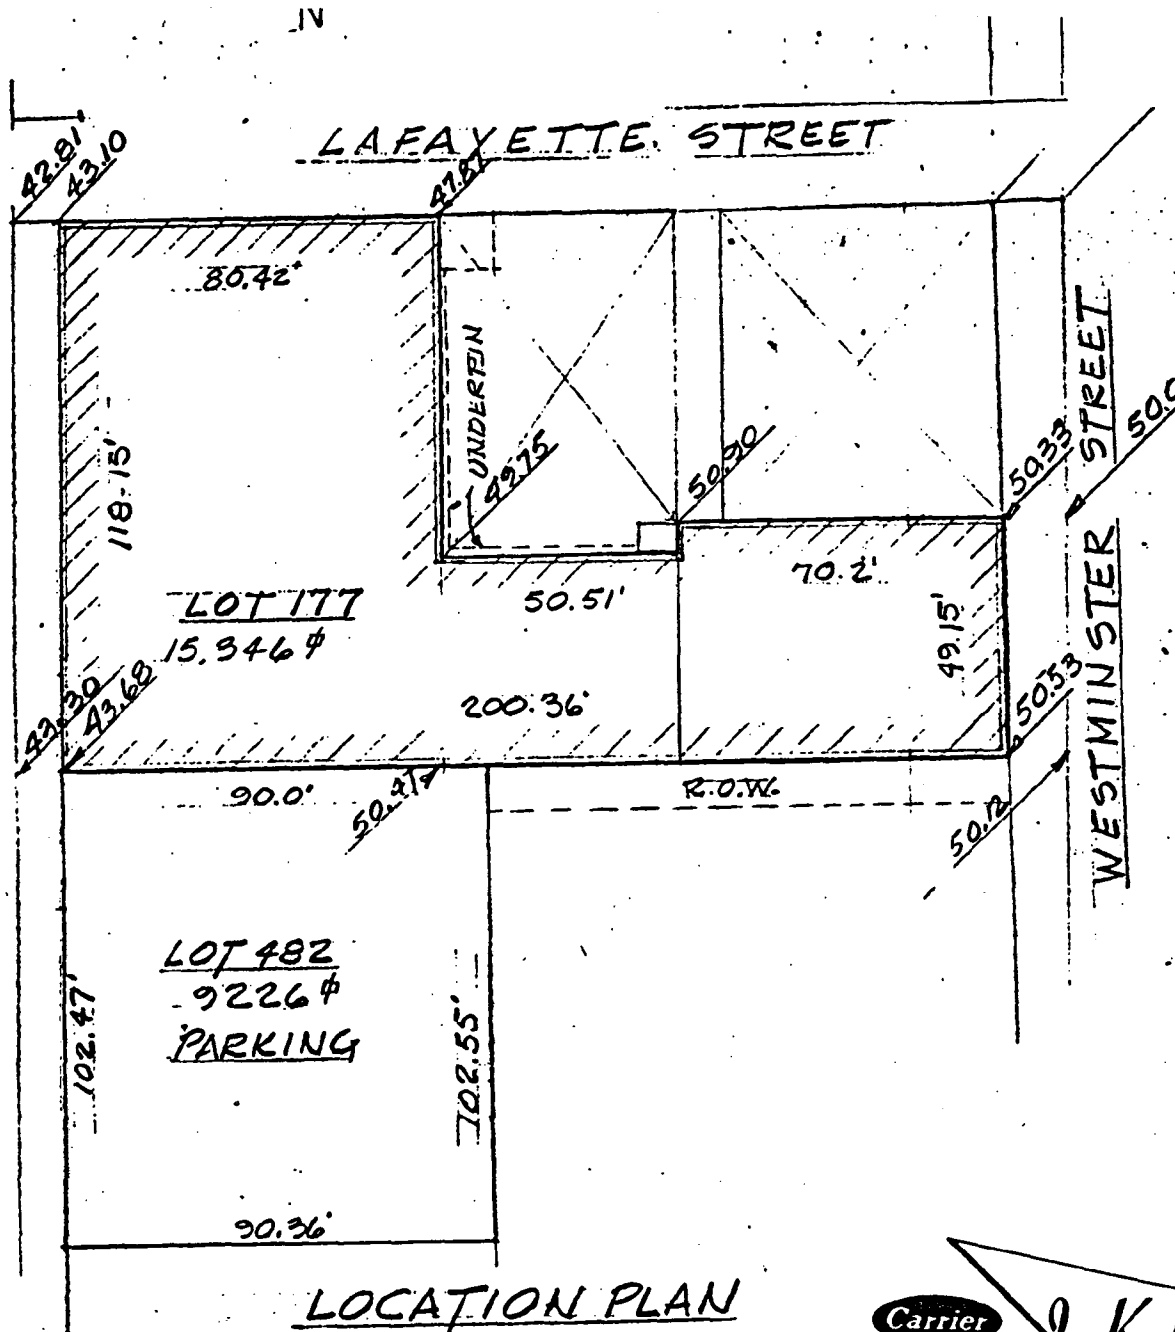 N
LAFAYETTE. STREET
42.81'
43.10
47.87
80.42'
UNDERPIN
49.75
50.90
50.33
50.0
STREET
118.15'
LOT 177
15.346 ⏀
50.51'
70.2'
49.15'
WESTMINSTER
43.30
43.68
200.36'
50.53
90.0'
50.47
R.O.W.
50.12
LOT 482
9226 ⏀
PARKING
102.47'
102.55'
90.36'
LOCATION PLAN
Carrier